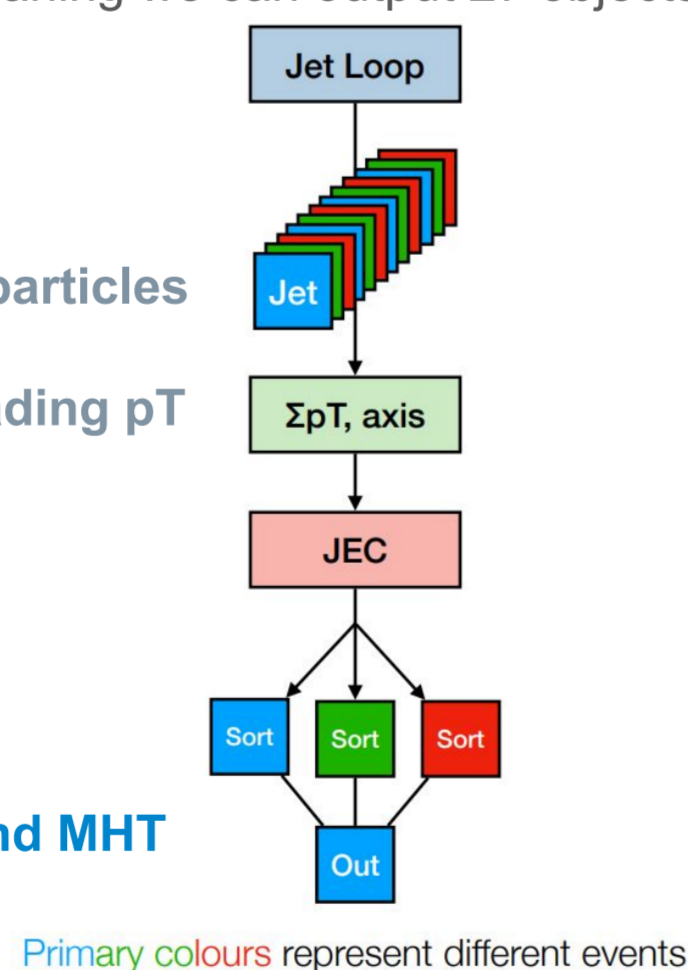 Jet Loop
particles
Jet
ading pT
ΣpT, axis
JEC
Sort Sort Sort
nd MHT
Out
Primary colours represent different events